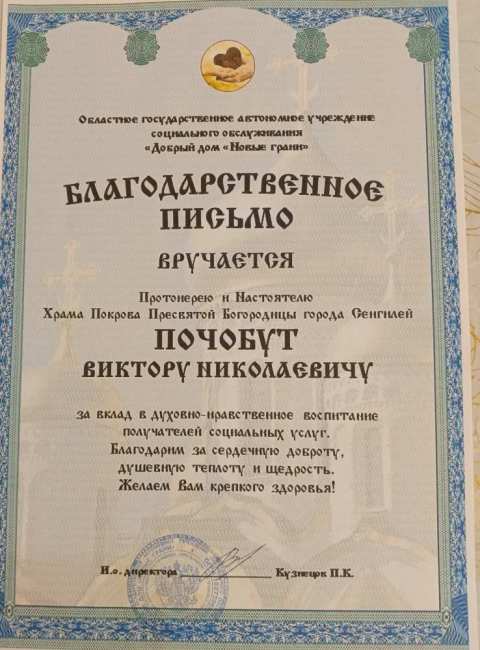 Областное государственное автономное учреждение
социального обслуживания
«Добрый дом «Новые грани»
БЛАГОДАРСТВЕННОЕ
ПИСЬМО
ВРУЧАЕТСЯ
Протоиерею и Настоятелю
Храма Покрова Пресвятой Богородицы города Сенгилей
ПОЧОБУТ
ВИКТОРУ НИКОЛАЕВИЧУ
за вклад в духовно-нравственное воспитание
получателей социальных услуг.
Благодарим за сердечную доброту,
душевную теплоту и щедрость.
Желаем Вам крепкого здоровья!
И.о. директора Кузнецов П.К.